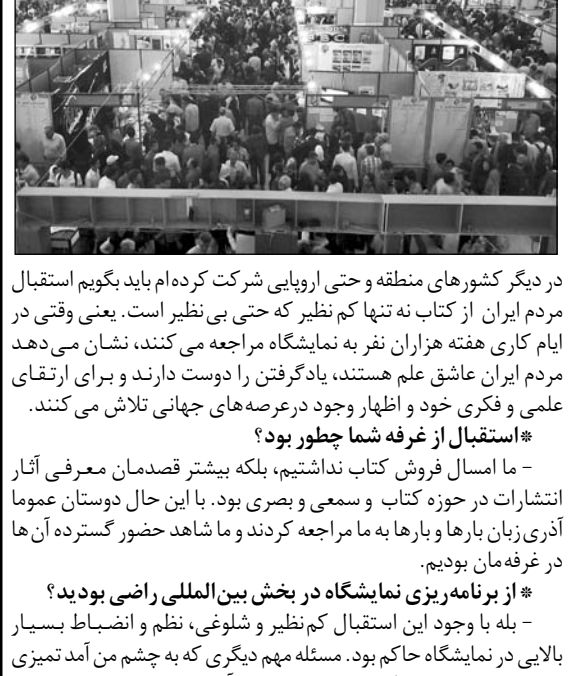 در دیگر کشورهای منطقه و حتی اروپایی شرکت کرده‌ام باید بگویم استقبال
مردم ایران از کتاب نه تنها کم نظیر که حتی بی‌نظیر است. یعنی وقتی در
ایام کاری هفته هزاران نفر به نمایشگاه مراجعه می‌کنند، نشان می‌دهد
مردم ایران عاشق علم هستند، یادگرفتن را دوست دارند و برای ارتقای
علمی و فکری خود و اظهار وجود درعرصه‌های جهانی تلاش می‌کنند.
*استقبال از غرفه شما چطور بود؟
- ما امسال فروش کتاب نداشتیم، بلکه بیشتر قصدمان معرفی آثار
انتشارات در حوزه کتاب و سمعی و بصری بود. با این حال دوستان عموما
آذری زبان بارها و بارها به ما مراجعه کردند و ما شاهد حضور گسترده آن‌ها
در غرفه‌مان بودیم.
* از برنامه‌ریزی نمایشگاه در بخش بین‌المللی راضی بودید؟
- بله با وجود این استقبال کم‌نظیر و شلوغی، نظم و انضباط بسیار
بالایی در نمایشگاه حاکم بود. مسئله مهم دیگری که به چشم من آمد تمیزی